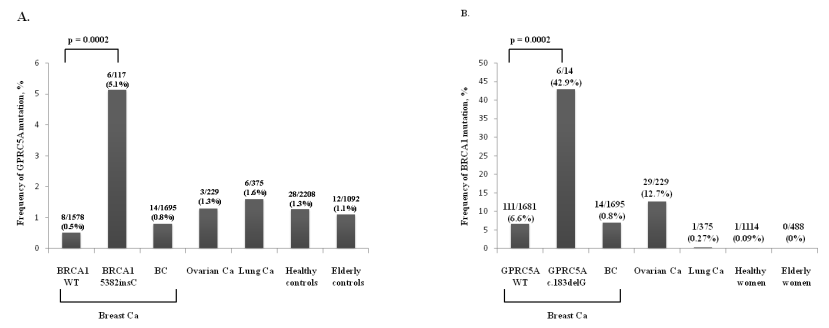 A.
p = 0.0002
Frequency of GPRC5A mutation, %
6
5
4
3
2
1
0
8/1578
(0.5%)
6/117
(5.1%)
14/1695
(0.8%)
3/229
(1.3%)
6/375
(1.6%)
28/2208
(1.3%)
12/1092
(1.1%)
BRCA1
WT
BRCA1
5382insC
BC
Ovarian Ca
Lung Ca
Healthy
controls
Elderly
controls
Breast Ca
B.
p = 0.0002
Frequency of BRCA1 mutation, %
50
45
40
35
30
25
20
15
10
5
0
111/1681
(6.6%)
6/14
(42.9%)
14/1695
(0.8%)
29/229
(12.7%)
1/375
(0.27%)
1/1114
(0.09%)
0/488
(0%)
GPRC5A
WT
GPRC5A
c.183delG
BC
Ovarian Ca
Lung Ca
Healthy
women
Elderly
women
Breast Ca